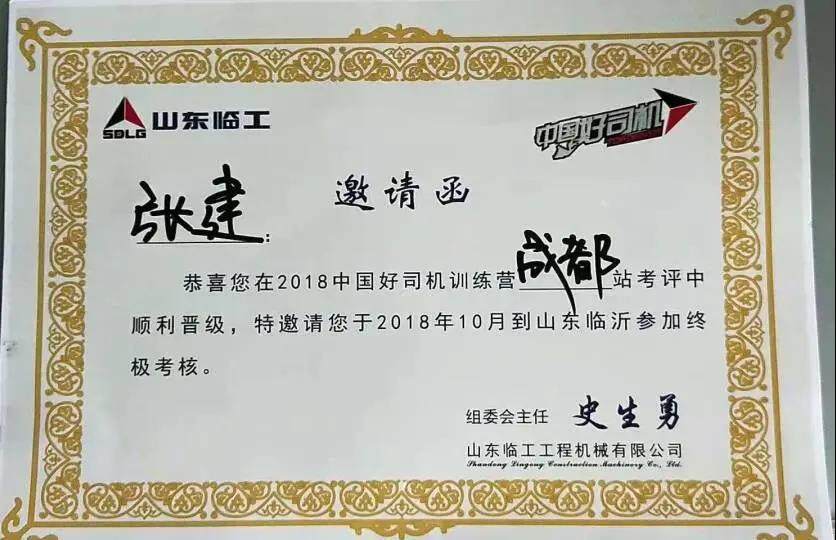 SDLG 山东临工
中国好司机
邀请函
张建：
恭喜您在2018中国好司机训练营成都站考评中
顺利晋级，特邀请您于2018年10月到山东临沂参加终
极考核。
组委会主任 史生勇
山东临工工程机械有限公司
Shandong Lingong Construction Machinery Co., Ltd.